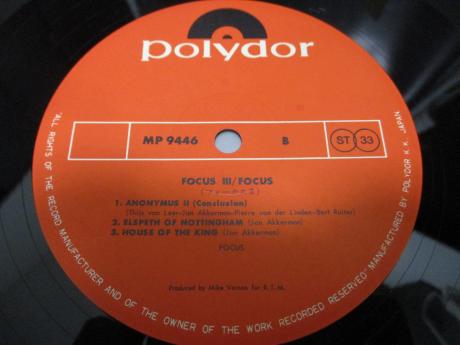 polydor
MP 9446 B ST 33
FOCUS III/FOCUS
(フォーカスⅢ)
1. ANONYMUS II (Conclusion)
(Thijs van Leer-Jan Akkerman-Pierre van der Linden-Bert Ruiter)
2. ELSPETH OF NOTTINGHAM (Jan Akkerman)
3. HOUSE OF THE KING (Jan Akkerman)
FOCUS
Produced by Mike Vernon for R.T.M.
"ALL RIGHTS OF THE RECORD MANUFACTURER AND OF THE OWNER OF THE WORK RECORDED RESERVED" MANUFACTURED BY POLYDOR K.K. JAPAN